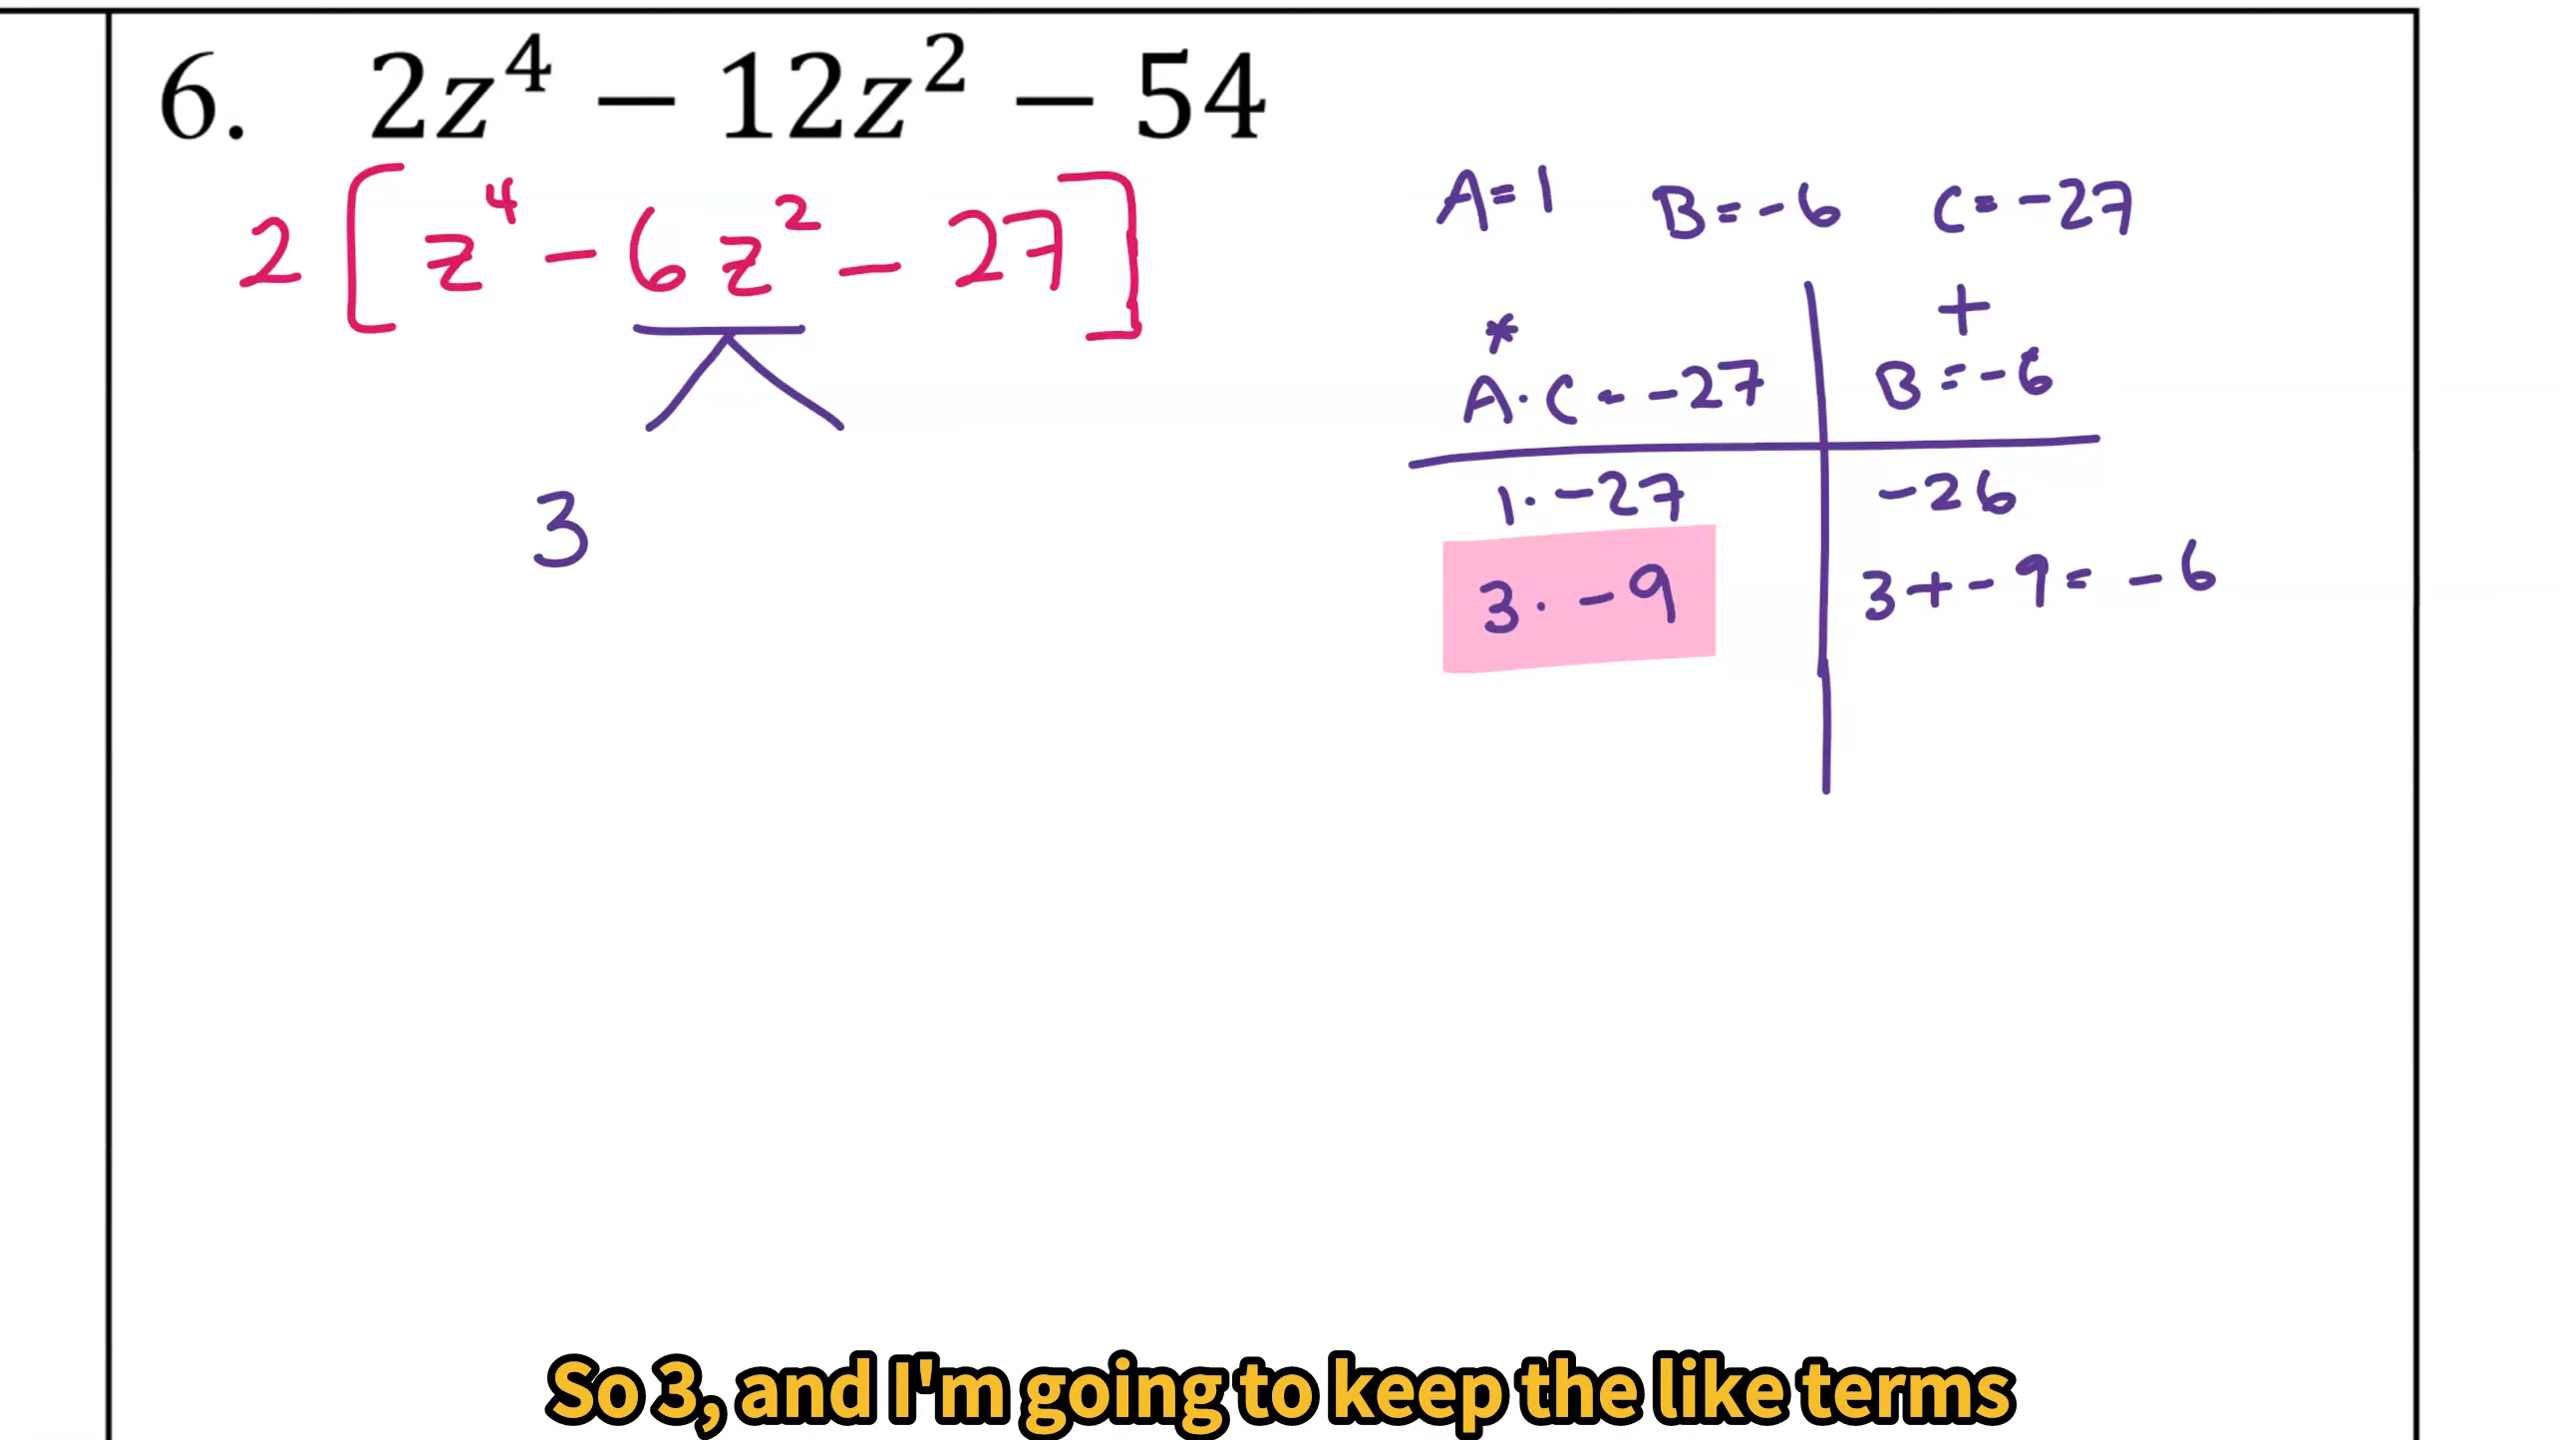 6. 2z⁴ − 12z² − 54
2 [ z⁴ − 6z² − 27 ]
A = 1 B = -6 C = -27
* +
A · C = -27 B = -6
1 · -27 -26
3 · -9 3 + -9 = -6
3
So 3, and I'm going to keep the like terms